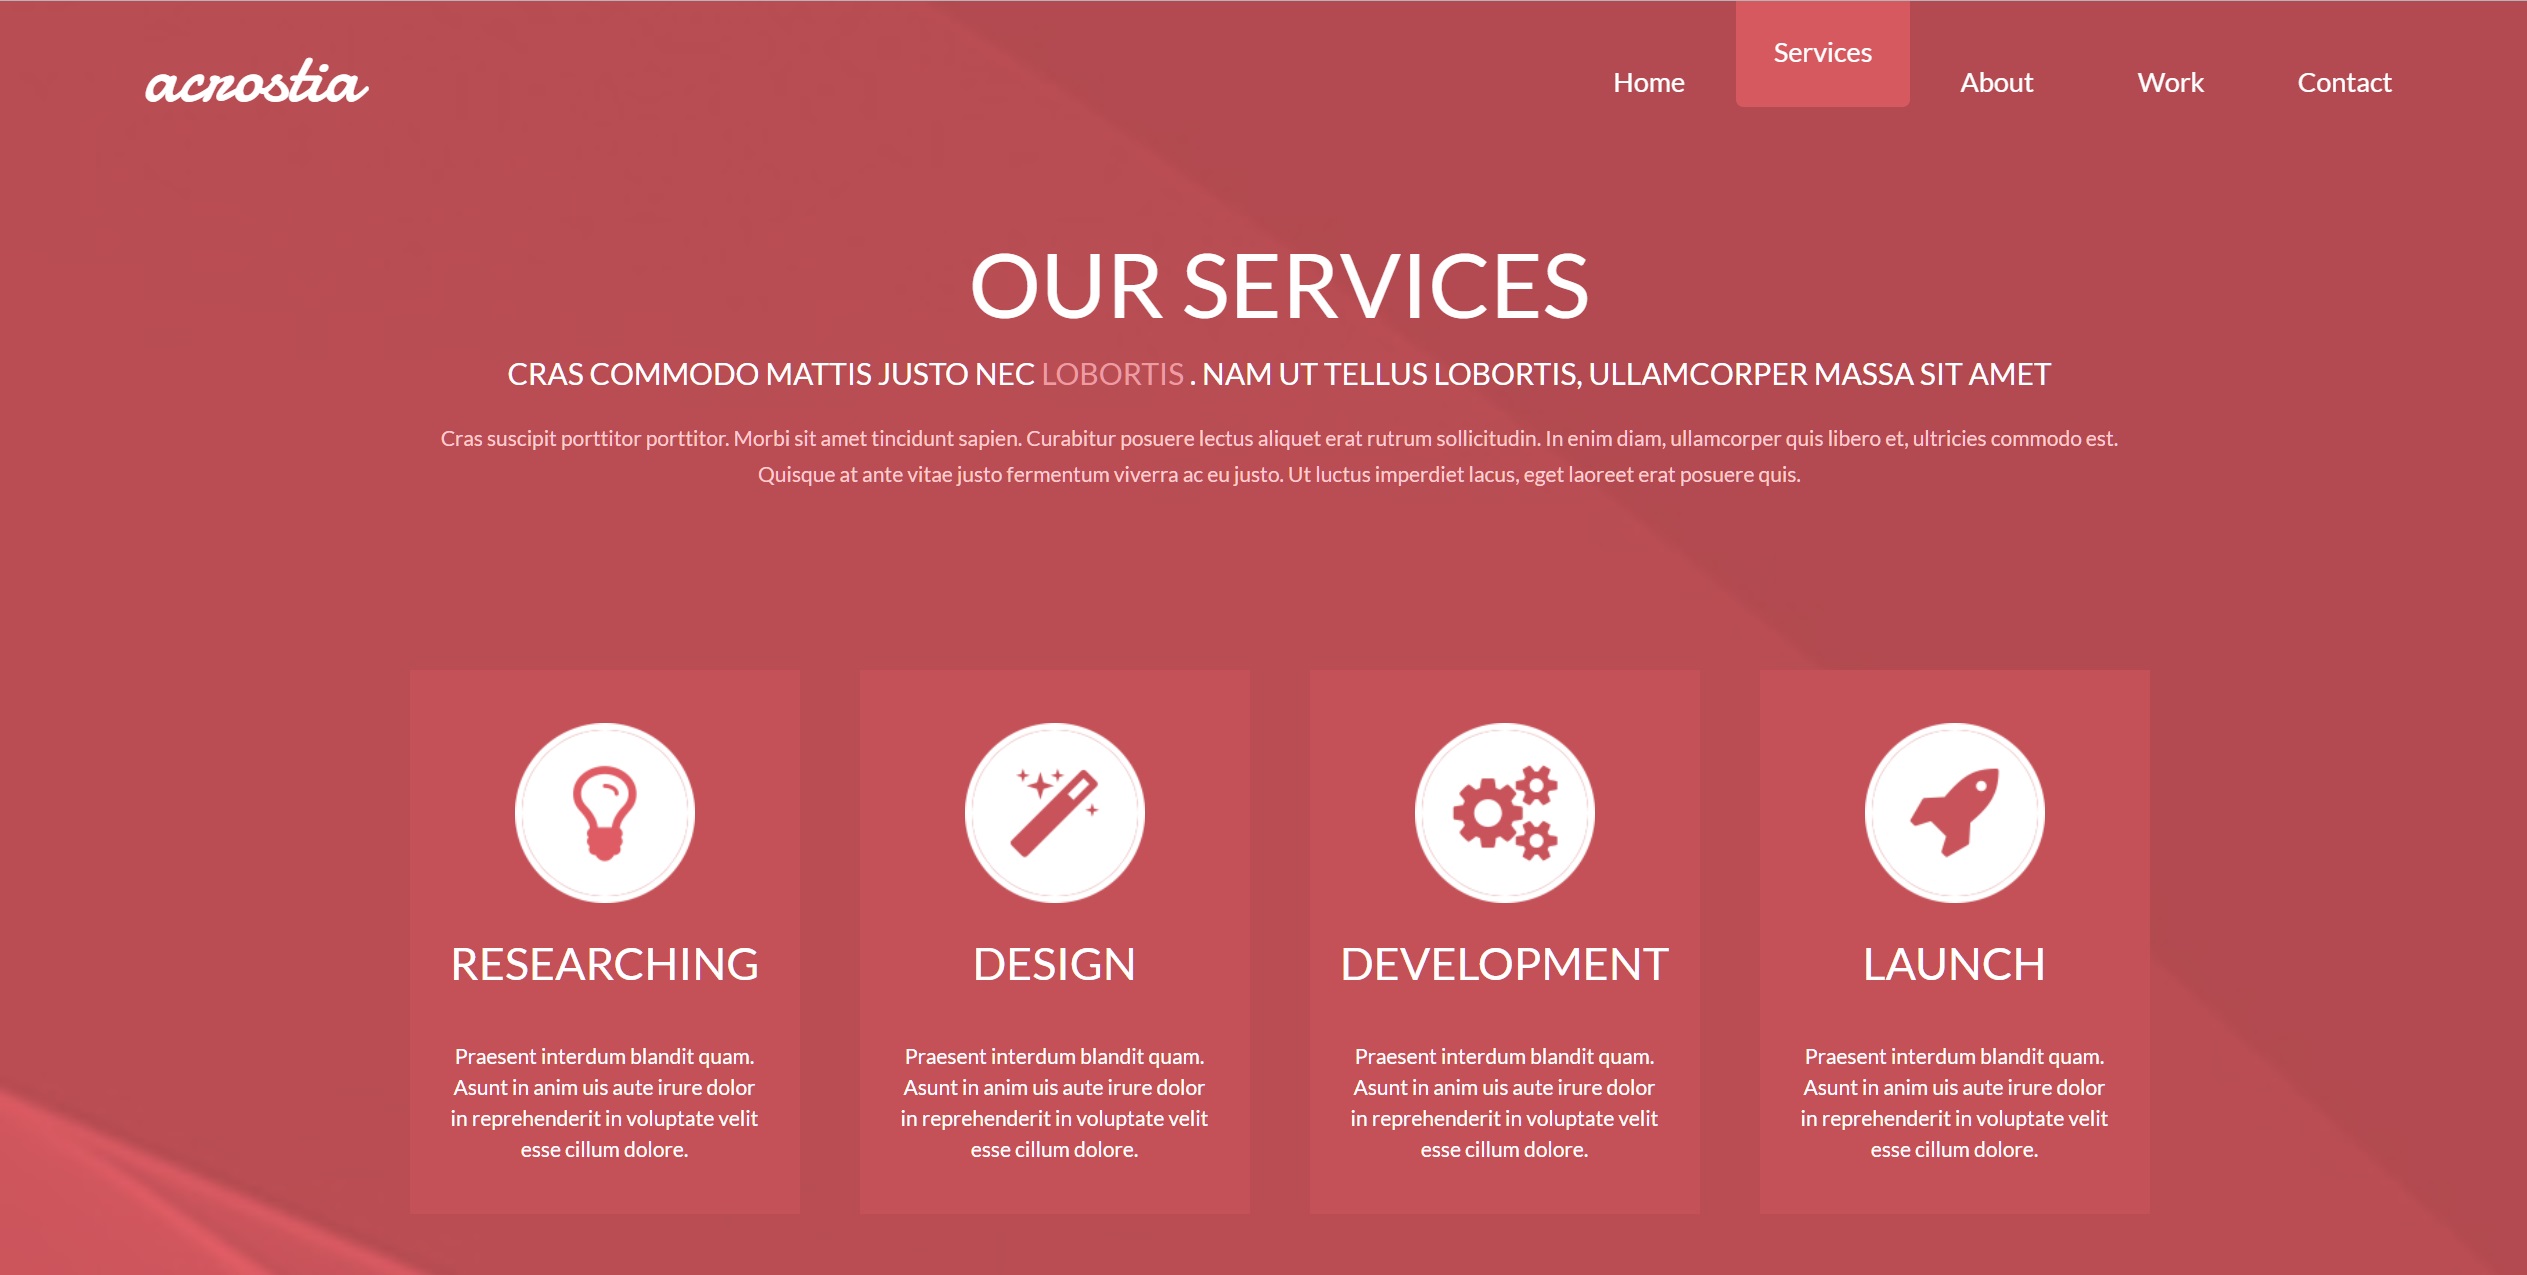 acrostia
Home
Services
About
Work
Contact
OUR SERVICES
CRAS COMMODO MATTIS JUSTO NEC LOBORTIS . NAM UT TELLUS LOBORTIS, ULLAMCORPER MASSA SIT AMET
Cras suscipit porttitor porttitor. Morbi sit amet tincidunt sapien. Curabitur posuere lectus aliquet erat rutrum sollicitudin. In enim diam, ullamcorper quis libero et, ultricies commodo est.
Quisque at ante vitae justo fermentum viverra ac eu justo. Ut luctus imperdiet lacus, eget laoreet erat posuere quis.
RESEARCHING
Praesent interdum blandit quam.
Asunt in anim uis aute irure dolor
in reprehenderit in voluptate velit
esse cillum dolore.
DESIGN
Praesent interdum blandit quam.
Asunt in anim uis aute irure dolor
in reprehenderit in voluptate velit
esse cillum dolore.
DEVELOPMENT
Praesent interdum blandit quam.
Asunt in anim uis aute irure dolor
in reprehenderit in voluptate velit
esse cillum dolore.
LAUNCH
Praesent interdum blandit quam.
Asunt in anim uis aute irure dolor
in reprehenderit in voluptate velit
esse cillum dolore.